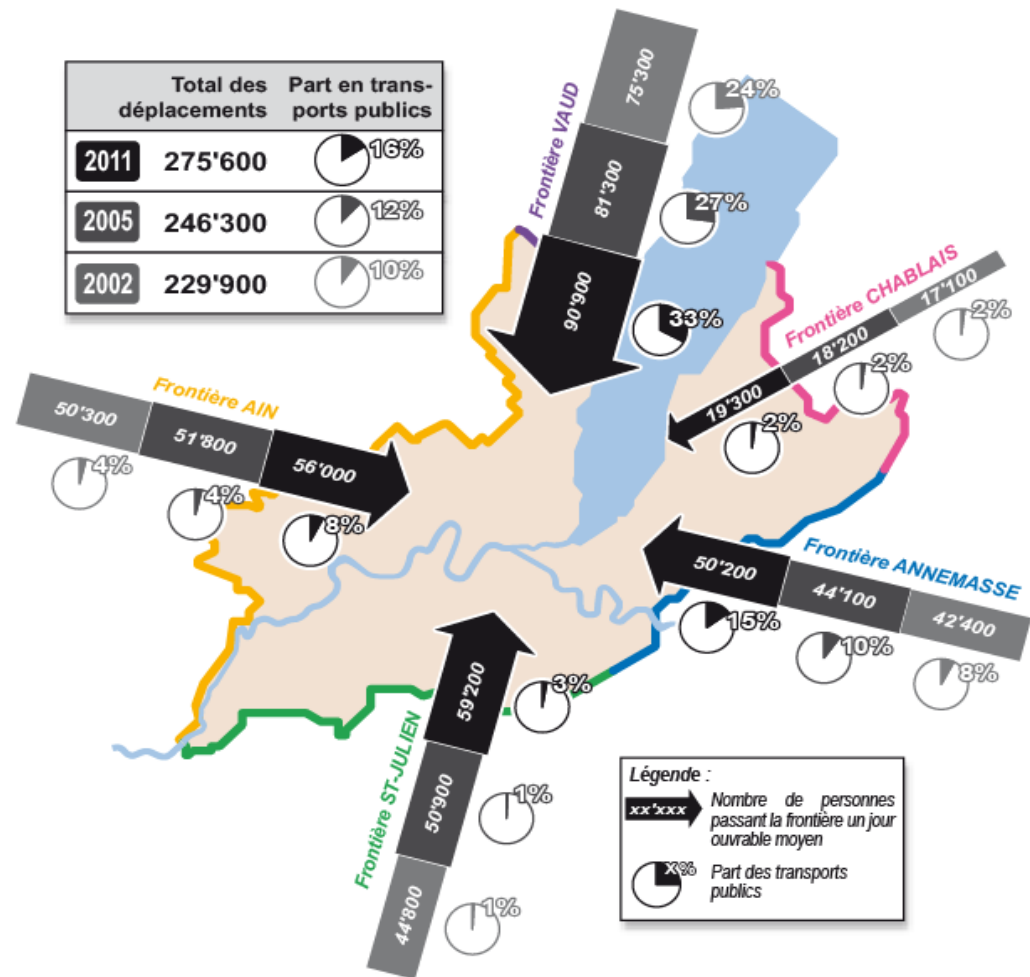 Total des déplacements
Part en trans-
ports publics
2011 275'600 16%
2005 246'300 12%
2002 229'900 10%
Frontière VAUD
75'300
24%
81'300
27%
90'900
33%
Frontière CHABLAIS
17'100
2%
18'200
2%
19'300
2%
Frontière AIN
50'300
4%
51'800
4%
56'000
8%
Frontière ANNEMASSE
50'200
15%
44'100
10%
42'400
8%
Frontière ST-JULIEN
59'200
3%
50'900
1%
44'800
1%
Légende :
xx'xxx
Nombre de personnes
passant la frontière un jour
ouvrable moyen
X%
Part des transports
publics